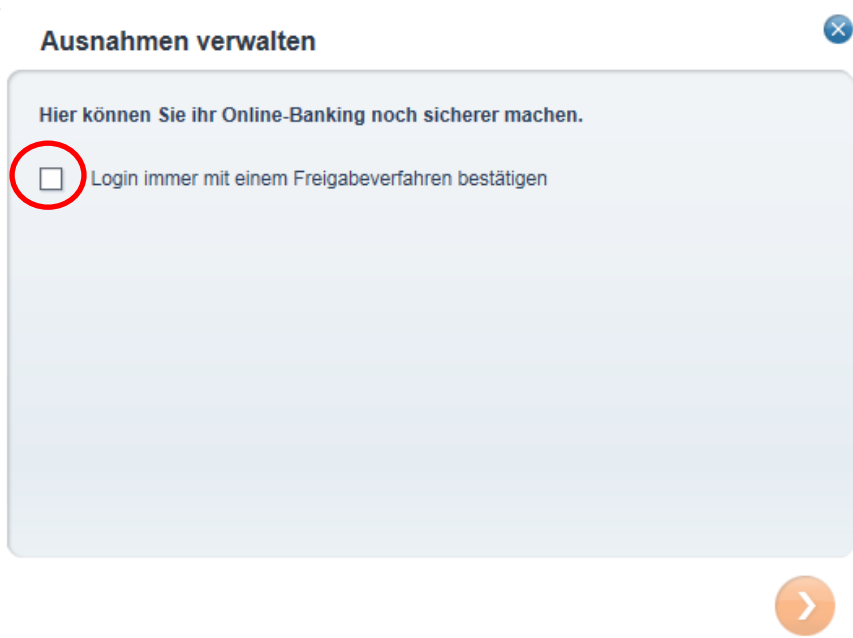 Ausnahmen verwalten
Hier können Sie ihr Online-Banking noch sicherer machen.
Login immer mit einem Freigabeverfahren bestätigen